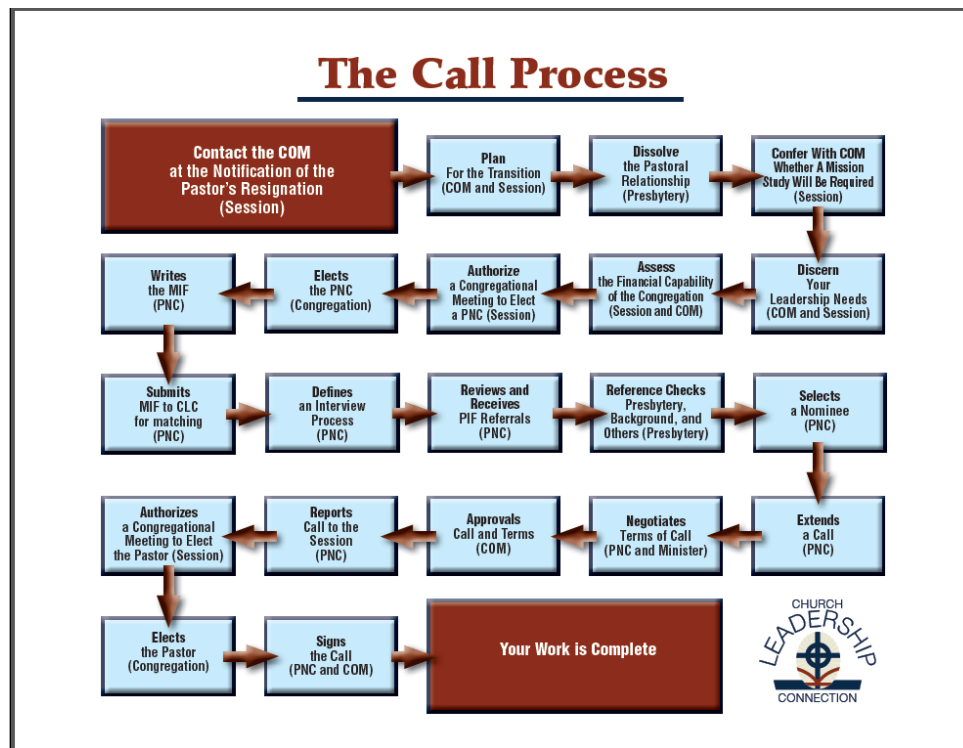 The Call Process
Contact the COM
at the Notification of the
Pastor's Resignation
(Session)
Plan
For the Transition
(COM and Session)
Dissolve
the Pastoral
Relationship
(Presbytery)
Confer With COM
Whether A Mission
Study Will Be Required
(Session)
Discern
Your
Leadership Needs
(COM and Session)
Assess
the Financial Capability
of the Congregation
(Session and COM)
Authorize
a Congregational
Meeting to Elect
a PNC (Session)
Elects
the PNC
(Congregation)
Writes
the MIF
(PNC)
Submits
MIF to CLC
for matching
(PNC)
Defines
an Interview
Process
(PNC)
Reviews and
Receives
PIF Referrals
(PNC)
Reference Checks
Presbytery,
Background, and
Others (Presbytery)
Selects
a Nominee
(PNC)
Extends
a Call
(PNC)
Negotiates
Terms of Call
(PNC and Minister)
Approvals
Call and Terms
(COM)
Reports
Call to the
Session
(PNC)
Authorizes
a Congregational
Meeting to Elect
the Pastor (Session)
Elects
the Pastor
(Congregation)
Signs
the Call
(PNC and COM)
Your Work is Complete
CHURCH
LEADERSHIP
CONNECTION